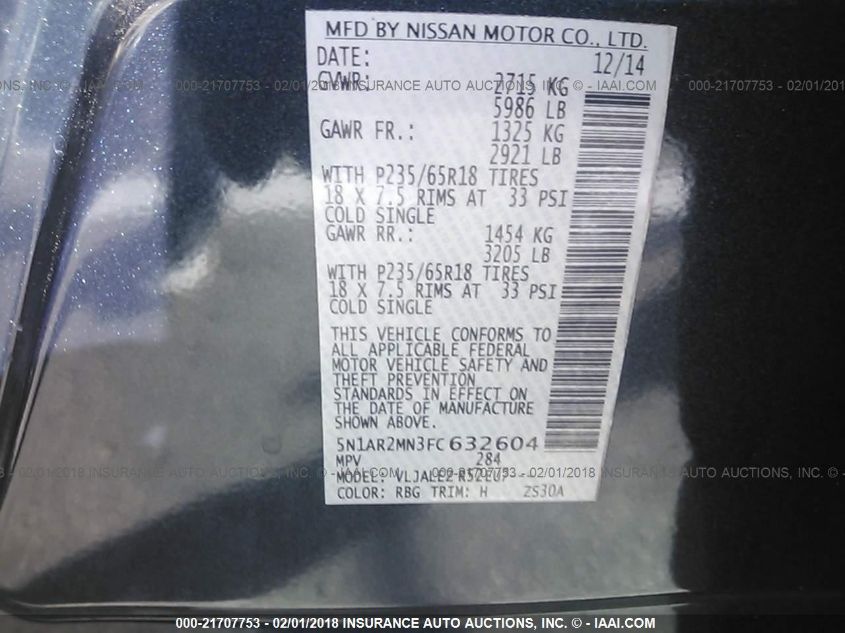 MFD BY NISSAN MOTOR CO., LTD.
DATE: 12/14
GVWR: 2715 KG
5986 LB
GAWR FR.: 1325 KG
2921 LB
WITH P235/65R18 TIRES
18 X 7.5 RIMS AT 33 PSI
COLD SINGLE
GAWR RR.: 1454 KG
3205 LB
WITH P235/65R18 TIRES
18 X 7.5 RIMS AT 33 PSI
COLD SINGLE
THIS VEHICLE CONFORMS TO
ALL APPLICABLE FEDERAL
MOTOR VEHICLE SAFETY AND
THEFT PREVENTION
STANDARDS IN EFFECT ON
THE DATE OF MANUFACTURE
SHOWN ABOVE.
5N1AR2MN3FC632604
MPV 284
MODEL:
COLOR: RBG TRIM: H ZS30A
000-21707753 - 02/01/2018 INSURANCE AUTO AUCTIONS, INC. - IAAI.COM